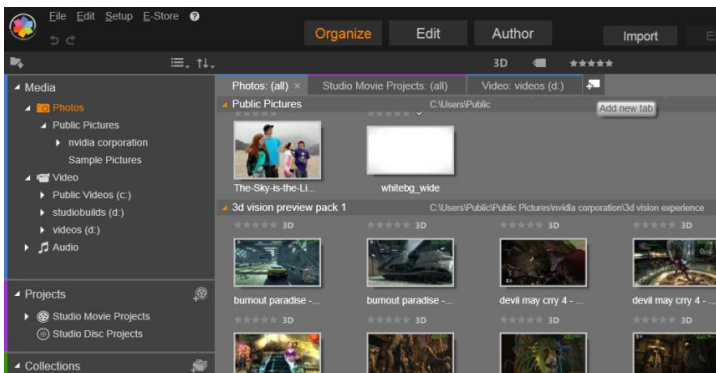 File Edit Setup E-Store ?
Organize Edit Author Import
3D
Photos: (all) × Studio Movie Projects: (all) Video: videos (d:)
Add new tab
Media
Photos
Public Pictures
nvidia corporation
Sample Pictures
Video
Public Videos (c:)
studiobuilds (d:)
videos (d:)
Audio
Projects
Studio Movie Projects
Studio Disc Projects
Collections
Public Pictures C:\Users\Public
The-Sky-is-the-Li... whitebg_wide
3d vision preview pack 1 C:\Users\Public\Public Pictures\nvidia corporation\3d vision experience
3D 3D 3D 3D
burnout paradise -... burnout paradise -... devil may crry 4 - ... devil may crry 4 - ...
3D 3D 3D 3D